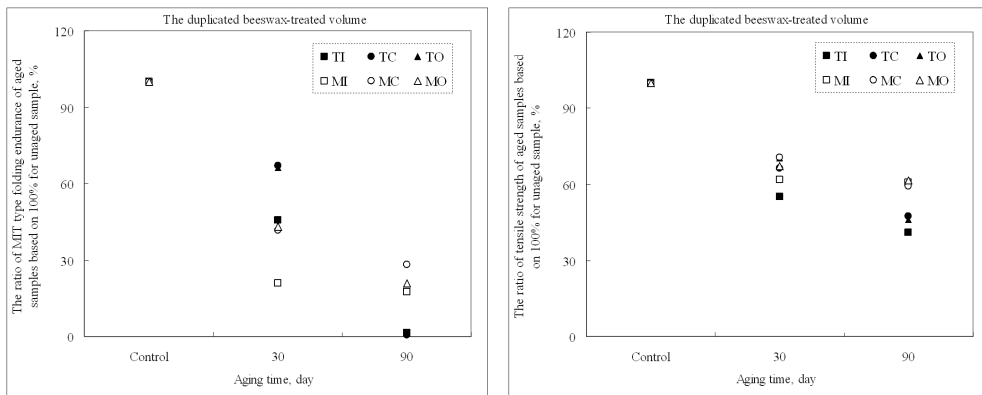 The duplicated beeswax-treated volume
120
90
60
30
0
The ratio of MIT type folding endurance of aged
samples based on 100% for unaged sample, %
TI TC TO
MI MC MO
Control 30 90
Aging time, day
The duplicated beeswax-treated volume
120
90
60
30
0
The ratio of tensile strength of aged samples based
on 100% for unaged sample, %
TI TC TO
MI MC MO
Control 30 90
Aging time, day